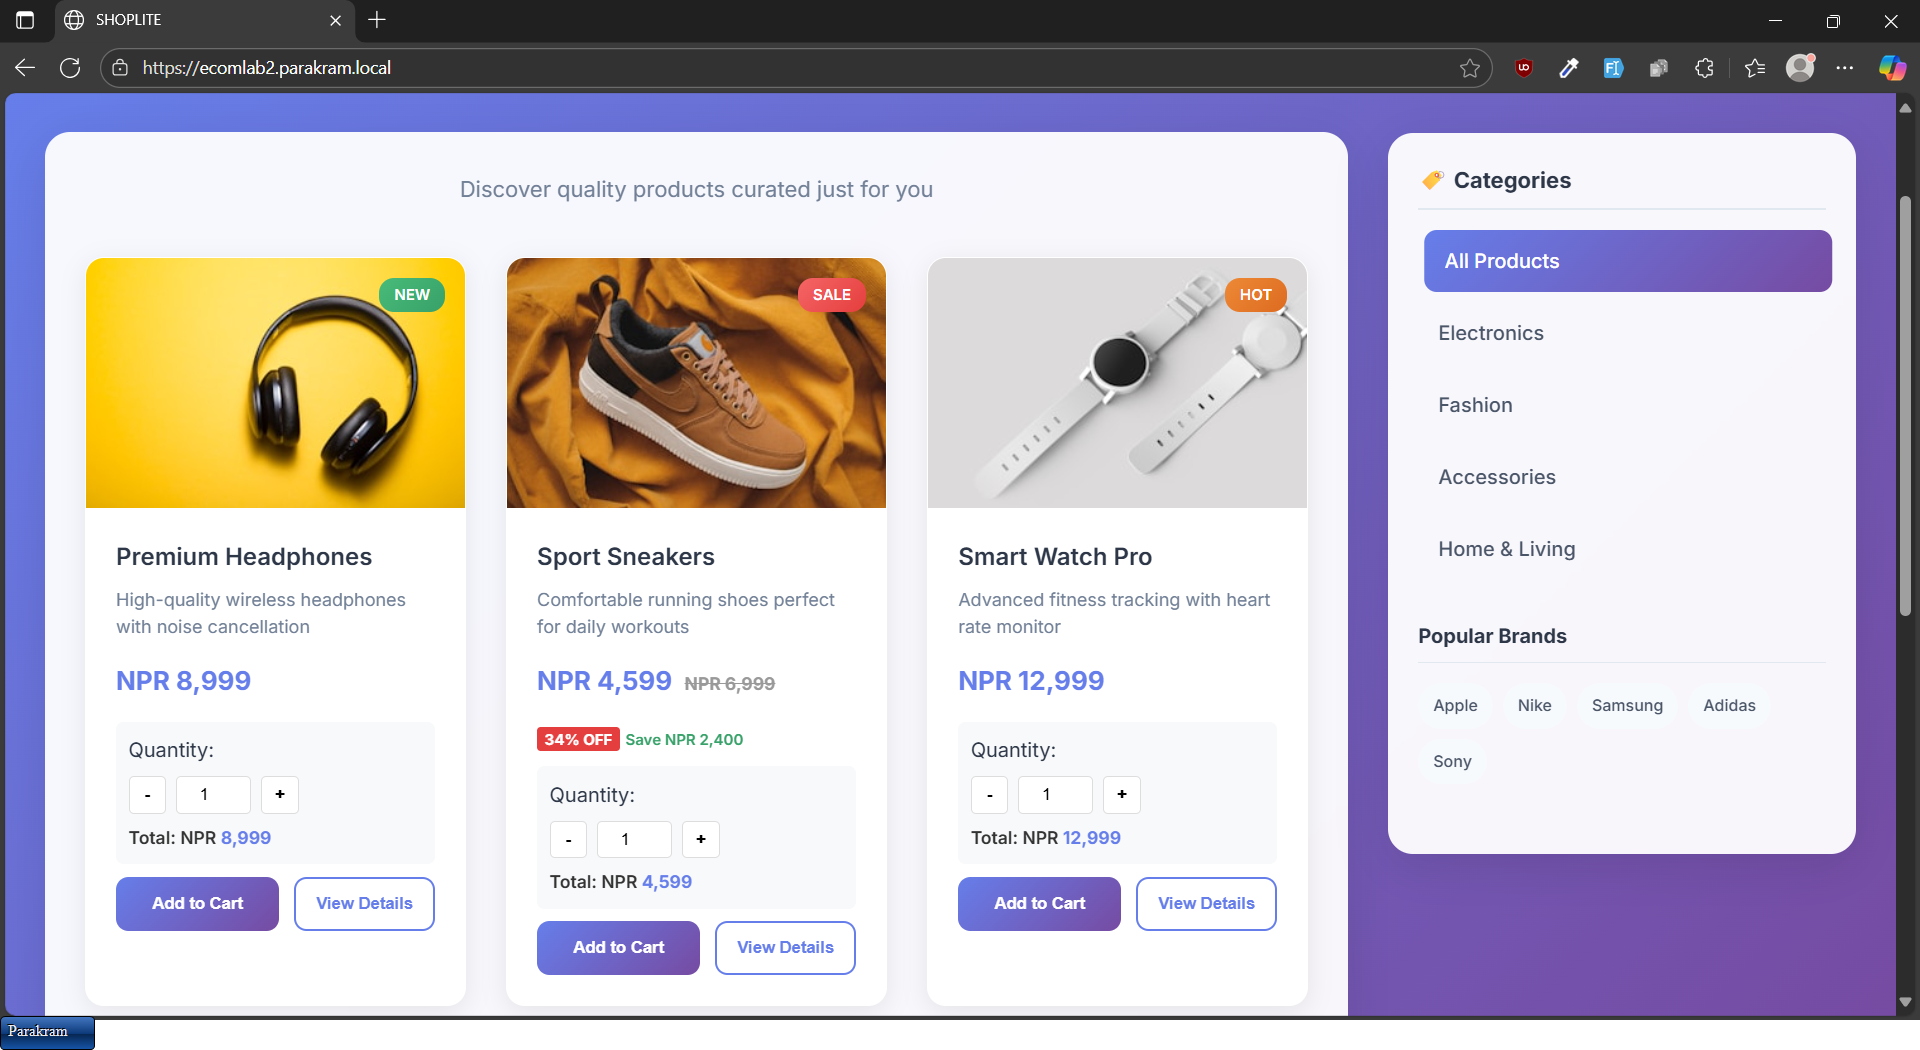 SHOPLITE
https://ecomlab2.parakram.local
Discover quality products curated just for you
NEW
Premium Headphones
High-quality wireless headphones
with noise cancellation
NPR 8,999
Quantity:
- 1 +
Total: NPR 8,999
Add to Cart View Details
SALE
Sport Sneakers
Comfortable running shoes perfect
for daily workouts
NPR 4,599 NPR 6,999
34% OFF Save NPR 2,400
Quantity:
- 1 +
Total: NPR 4,599
Add to Cart View Details
HOT
Smart Watch Pro
Advanced fitness tracking with heart
rate monitor
NPR 12,999
Quantity:
- 1 +
Total: NPR 12,999
Add to Cart View Details
Categories
All Products
Electronics
Fashion
Accessories
Home & Living
Popular Brands
Apple Nike Samsung Adidas
Sony
Parakram